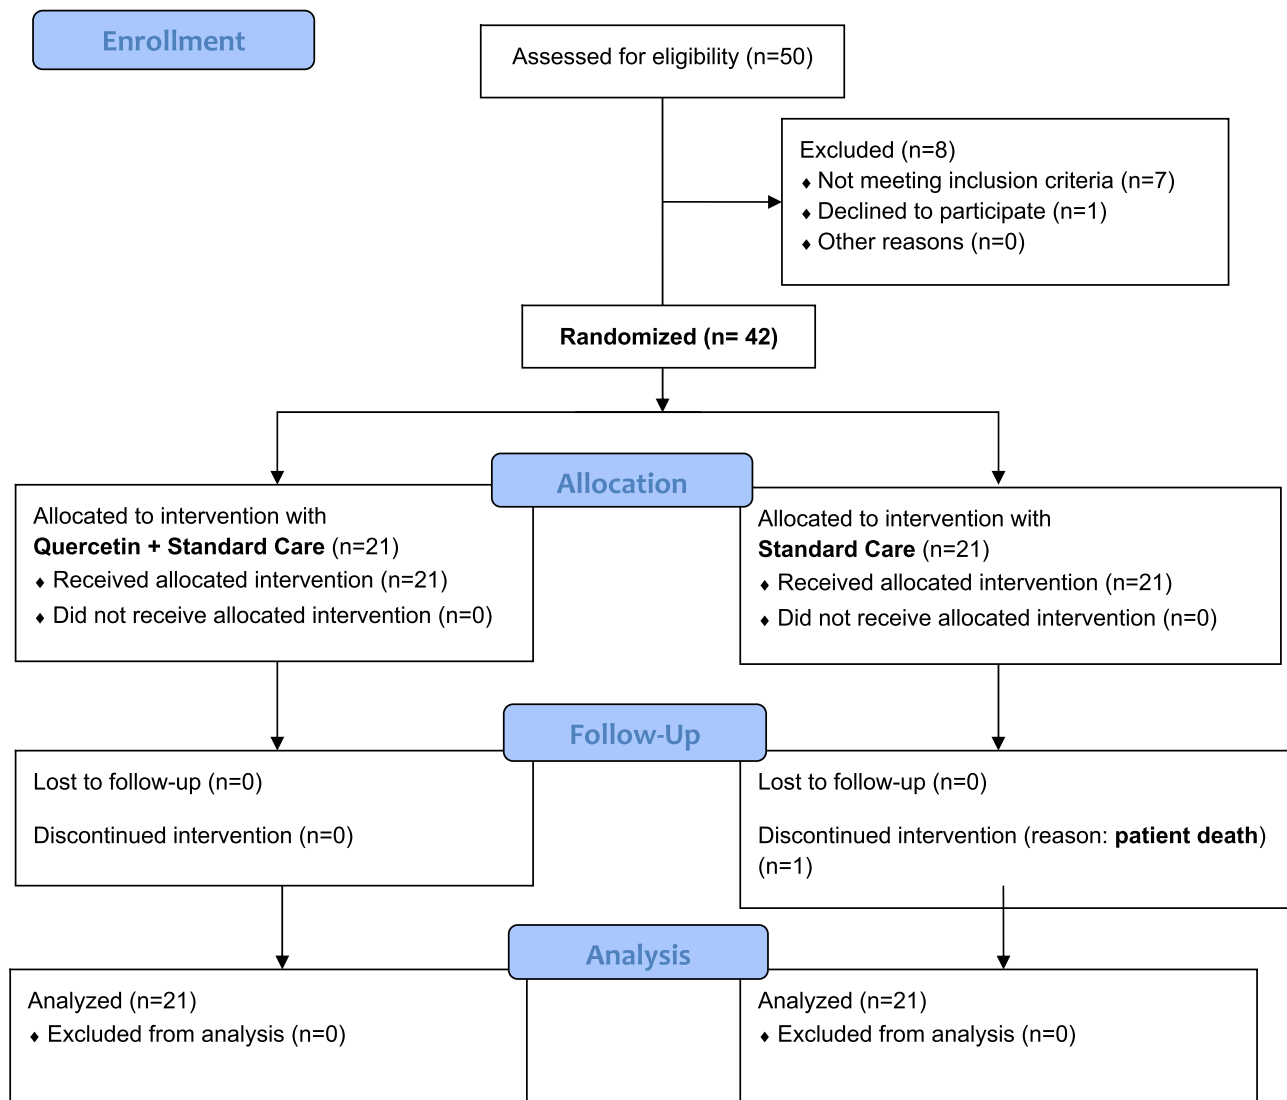 Enrollment
Assessed for eligibility (n=50)
Excluded (n=8)
♦ Not meeting inclusion criteria (n=7)
♦ Declined to participate (n=1)
♦ Other reasons (n=0)
Randomized (n= 42)
Allocation
Allocated to intervention with
Quercetin + Standard Care (n=21)
♦ Received allocated intervention (n=21)
♦ Did not receive allocated intervention (n=0)
Allocated to intervention with
Standard Care (n=21)
♦ Received allocated intervention (n=21)
♦ Did not receive allocated intervention (n=0)
Follow-Up
Lost to follow-up (n=0)
Discontinued intervention (n=0)
Lost to follow-up (n=0)
Discontinued intervention (reason: patient death)
(n=1)
Analysis
Analyzed (n=21)
♦ Excluded from analysis (n=0)
Analyzed (n=21)
♦ Excluded from analysis (n=0)